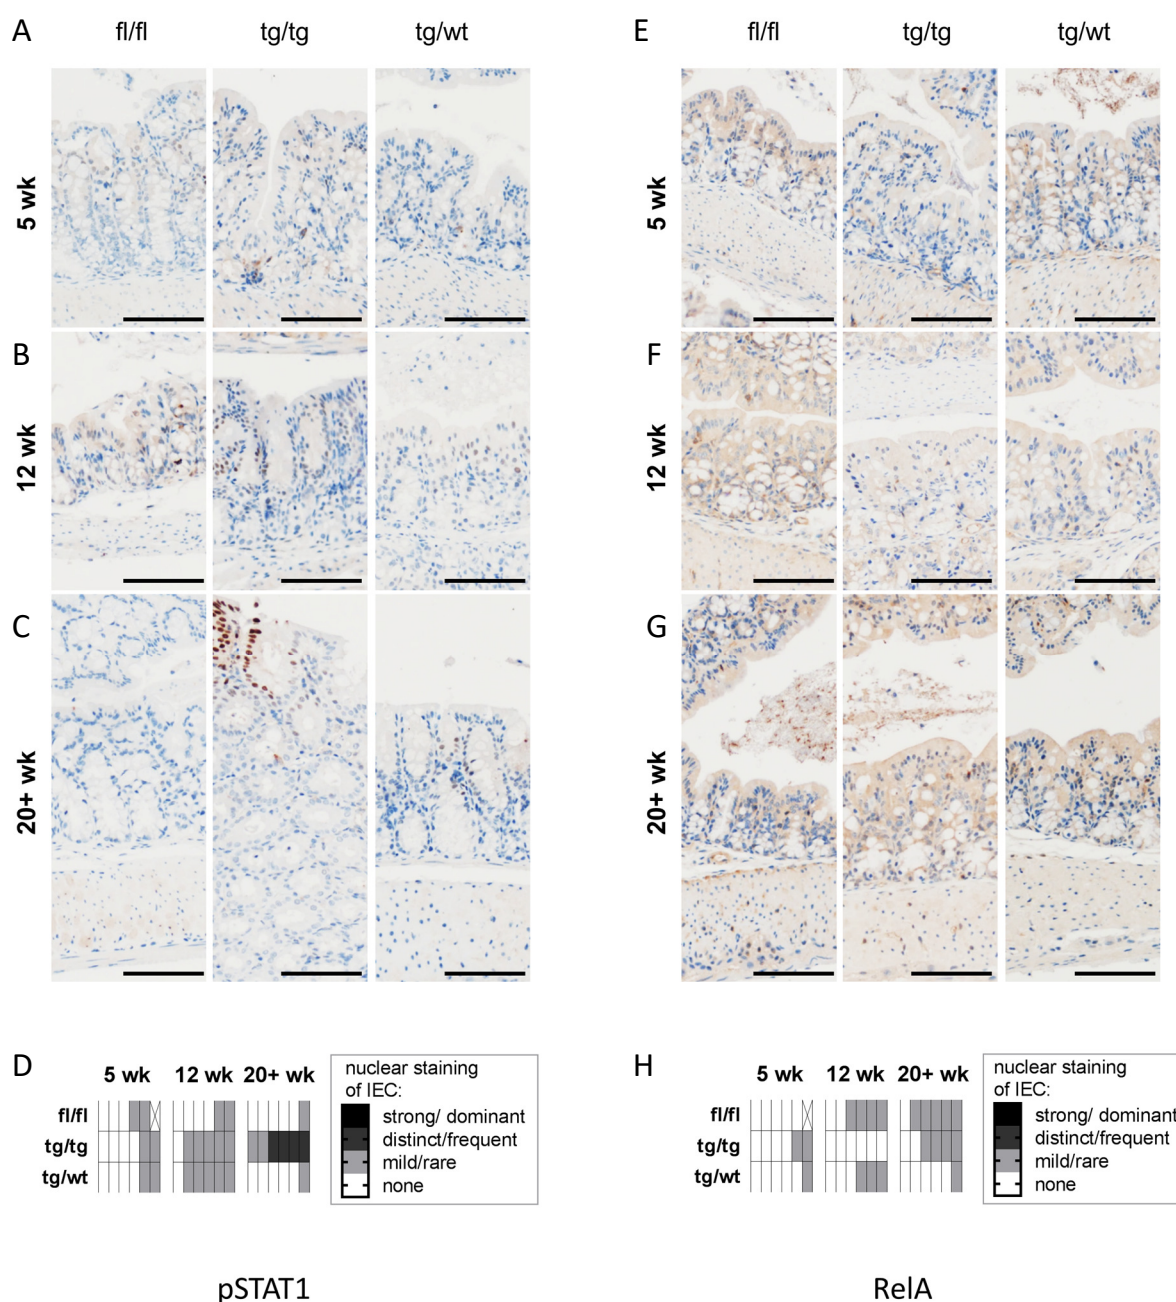 A
fl/fl
tg/tg
tg/wt
5 wk
B
12 wk
C
20+ wk
D
5 wk
12 wk
20+ wk
fl/fl
tg/tg
tg/wt
nuclear staining
of IEC:
strong/ dominant
distinct/frequent
mild/rare
none
pSTAT1
E
fl/fl
tg/tg
tg/wt
5 wk
F
12 wk
G
20+ wk
H
5 wk
12 wk
20+ wk
fl/fl
tg/tg
tg/wt
nuclear staining
of IEC:
strong/ dominant
distinct/frequent
mild/rare
none
RelA